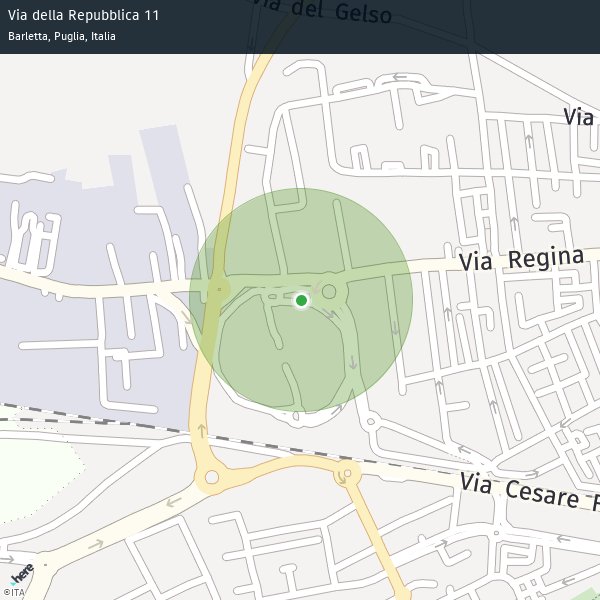 Via della Repubblica 11
Barletta, Puglia, Italia
Via del Gelso
Via
Via Regina
Via Cesare
here
©ITA